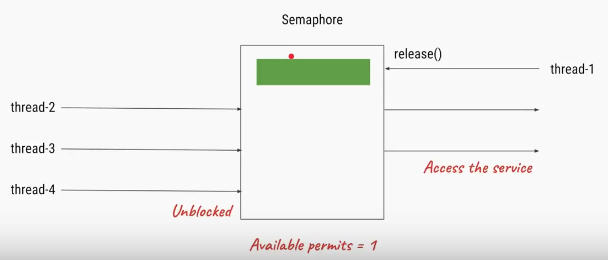 Semaphore
release()
thread-1
thread-2
thread-3
Access the service
thread-4
Unblocked
Available permits = 1